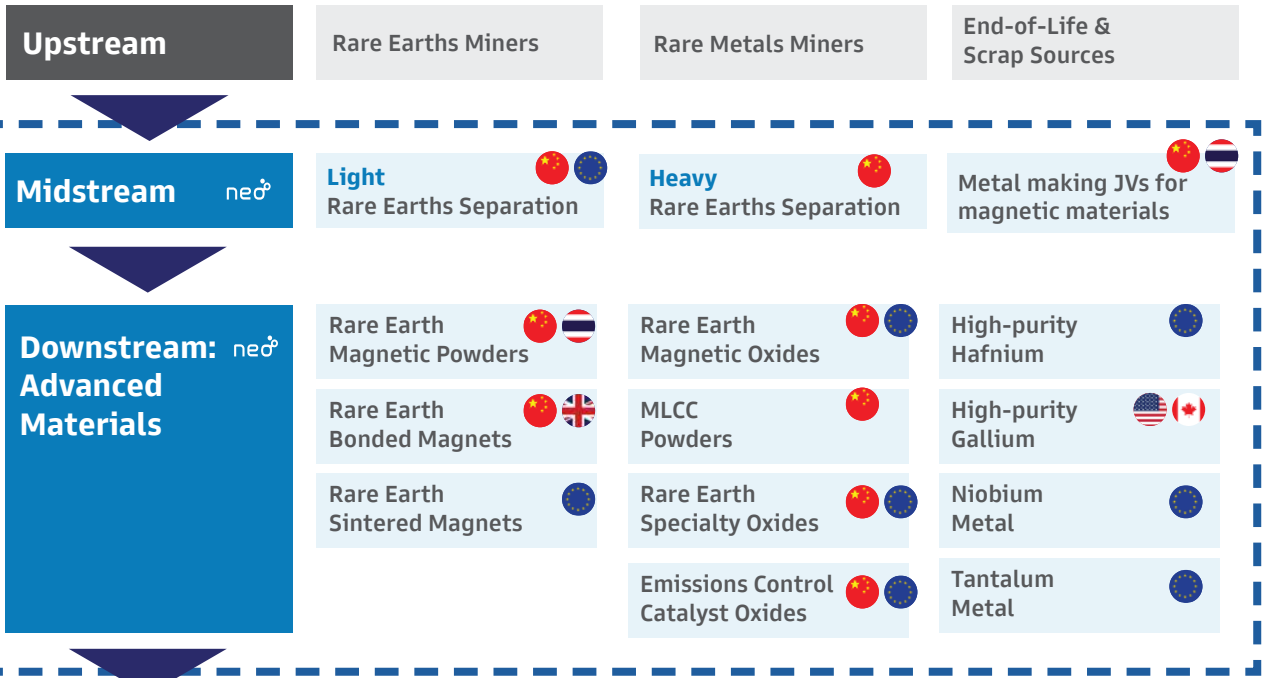 Upstream
Rare Earths Miners
Rare Metals Miners
End-of-Life &
Scrap Sources
Midstream
neo
Light
Rare Earths Separation
Heavy
Rare Earths Separation
Metal making JVs for
magnetic materials
Downstream:
neo
Advanced
Materials
Rare Earth
Magnetic Powders
Rare Earth
Magnetic Oxides
High-purity
Hafnium
Rare Earth
Bonded Magnets
MLCC
Powders
High-purity
Gallium
Rare Earth
Sintered Magnets
Rare Earth
Specialty Oxides
Niobium
Metal
Emissions Control
Catalyst Oxides
Tantalum
Metal